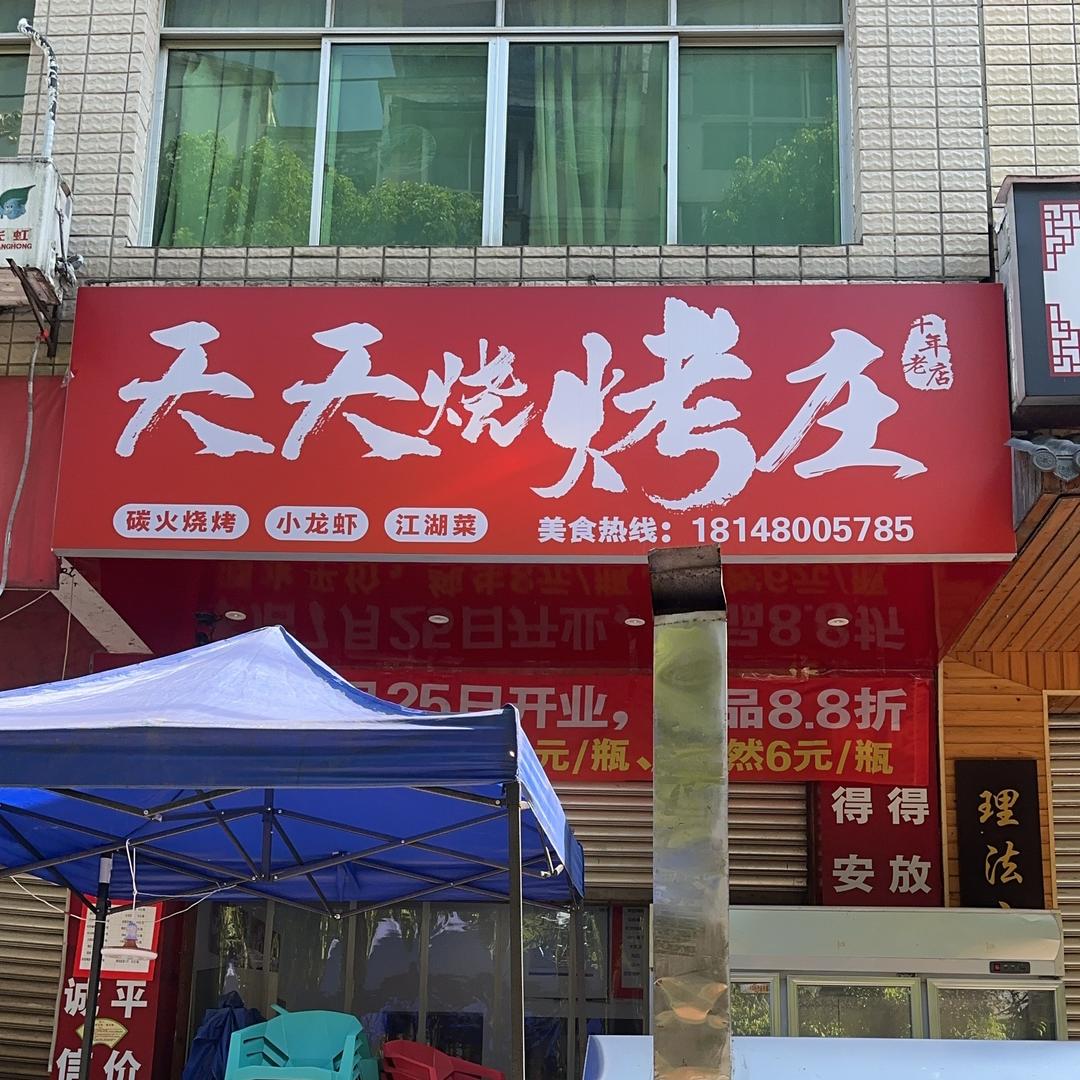 天天烧烤庄
十年老店
碳火烧烤 小龙虾 江湖菜 美食热线：18148005785
虹
ANGHONG
25日开业， 品8.8折
元/瓶、 然6元/瓶
得得
安放
理法
诚平
信价